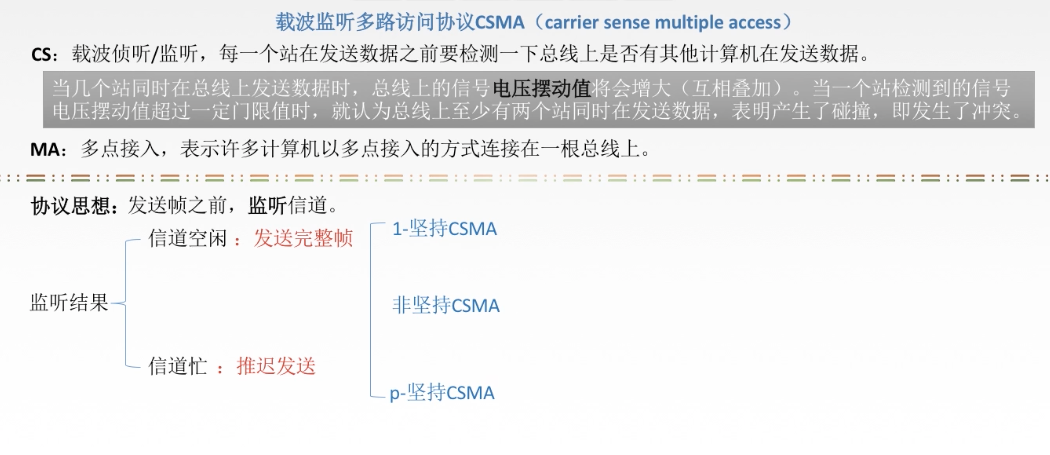 载波监听多路访问协议CSMA（carrier sense multiple access）
CS：载波侦听/监听，每一个站在发送数据之前要检测一下总线上是否有其他计算机在发送数据。
当几个站同时在总线上发送数据时，总线上的信号电压摆动值将会增大（互相叠加）。当一个站检测到的信号
电压摆动值超过一定门限值时，就认为总线上至少有两个站同时在发送数据，表明产生了碰撞，即发生了冲突。
MA：多点接入，表示许多计算机以多点接入的方式连接在一根总线上。
协议思想：发送帧之前，监听信道。
1-坚持CSMA
信道空闲：发送完整帧
监听结果
非坚持CSMA
信道忙：推迟发送
p-坚持CSMA